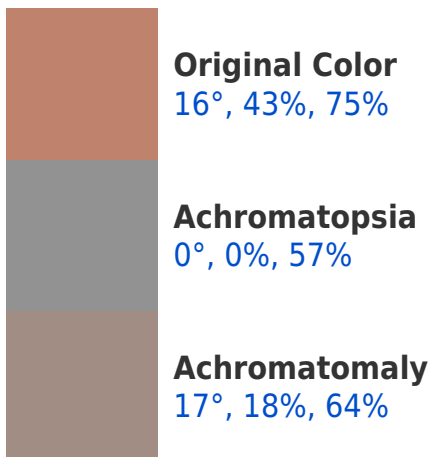 Original Color
16°, 43%, 75%
Achromatopsia
0°, 0%, 57%
Achromatomaly
17°, 18%, 64%